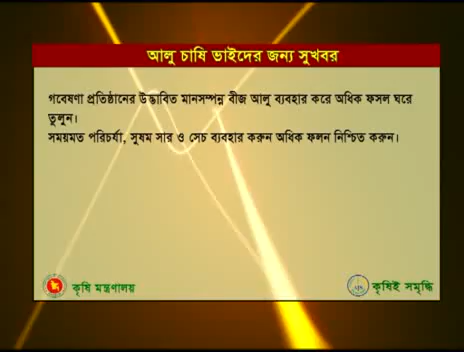 আলু চাষি ভাইদের জন্য সুখবর
গবেষণা প্রতিষ্ঠানের উদ্ভাবিত মানসম্পন্ন বীজ আলু ব্যবহার করে অধিক ফসল ঘরে
তুলুন।
সময়মত পরিচর্যা, সুষম সার ও সেচ ব্যবহার করুন অধিক ফলন নিশ্চিত করুন।
কৃষি মন্ত্রণালয়
কৃষিই সমৃদ্ধি